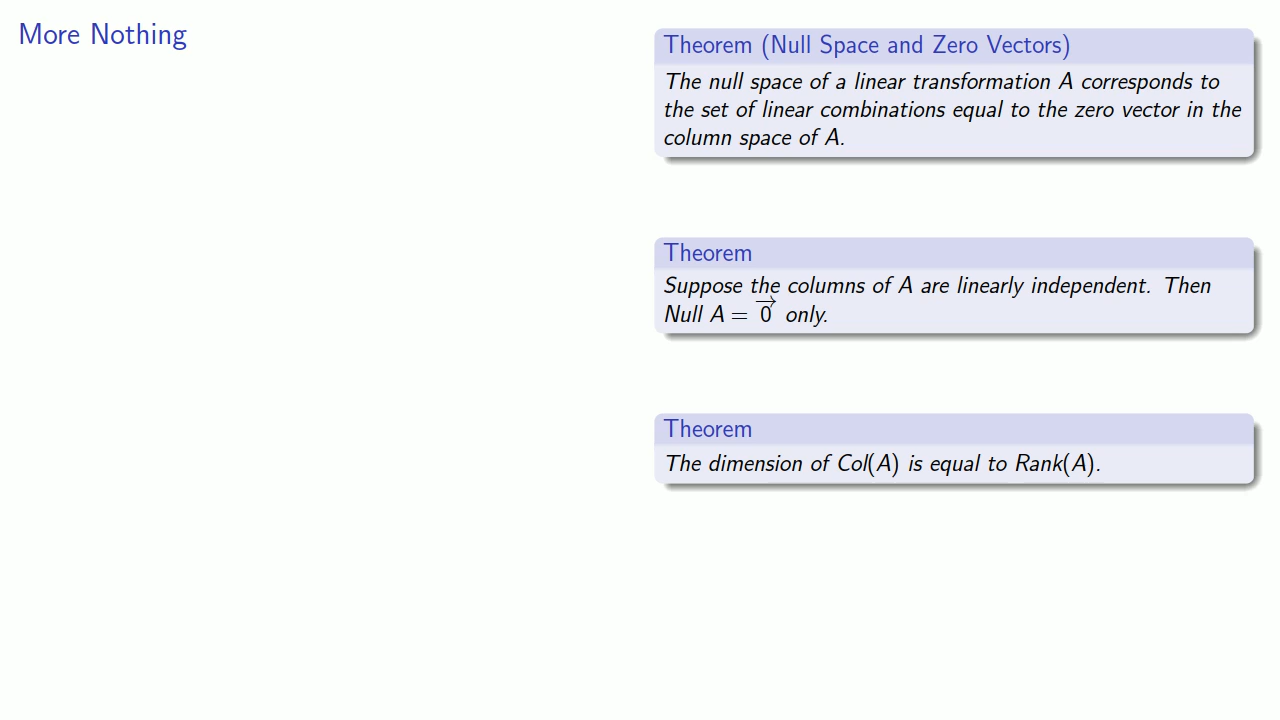 More Nothing
Theorem (Null Space and Zero Vectors)
The null space of a linear transformation A corresponds to
the set of linear combinations equal to the zero vector in the
column space of A.
Theorem
Suppose the columns of A are linearly independent. Then
Null A = $\overrightarrow{0}$ only.
Theorem
The dimension of Col(A) is equal to Rank(A).